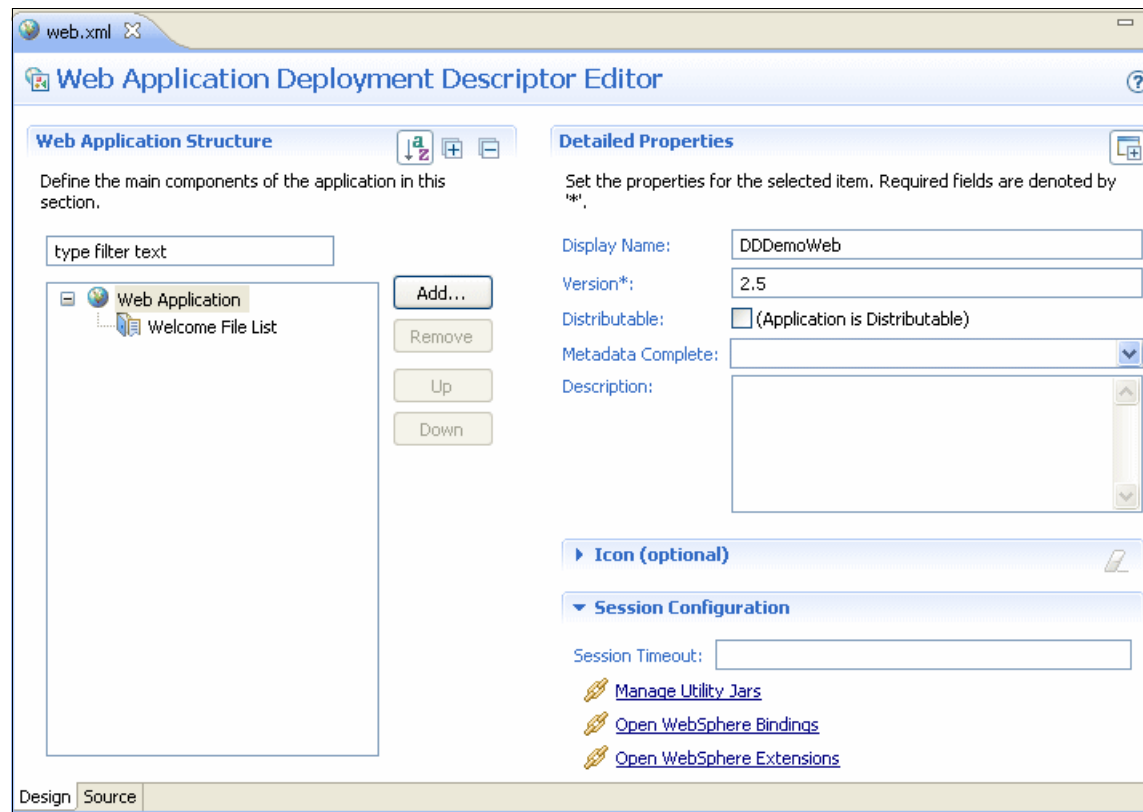 web.xml
Web Application Deployment Descriptor Editor
Web Application Structure
Define the main components of the application in this
section.
type filter text
Web Application
Welcome File List
Add...
Remove
Up
Down
Detailed Properties
Set the properties for the selected item. Required fields are denoted by
'*'.
Display Name: DDDemoWeb
Version*: 2.5
Distributable: (Application is Distributable)
Metadata Complete:
Description:
Icon (optional)
Session Configuration
Session Timeout:
Manage Utility Jars
Open WebSphere Bindings
Open WebSphere Extensions
Design Source